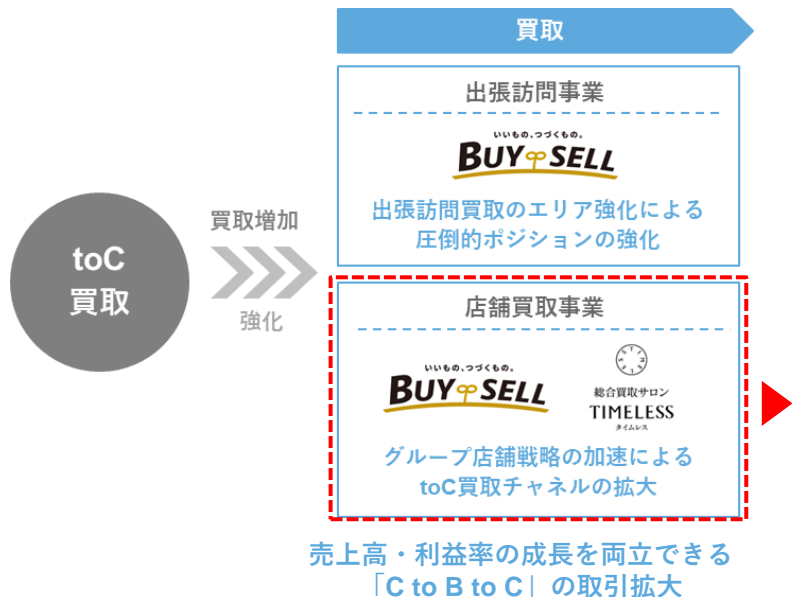 買取
出張訪問事業
いいもの、つづくもの。
BUY SELL
出張訪問買取のエリア強化による
圧倒的ポジションの強化
toC
買取
買取増加
強化
店舗買取事業
いいもの、つづくもの。
BUY SELL
総合買取サロン
TIMELESS
タイムレス
グループ店舗戦略の加速による
toC買取チャネルの拡大
売上高・利益率の成長を両立できる
「C to B to C」の取引拡大